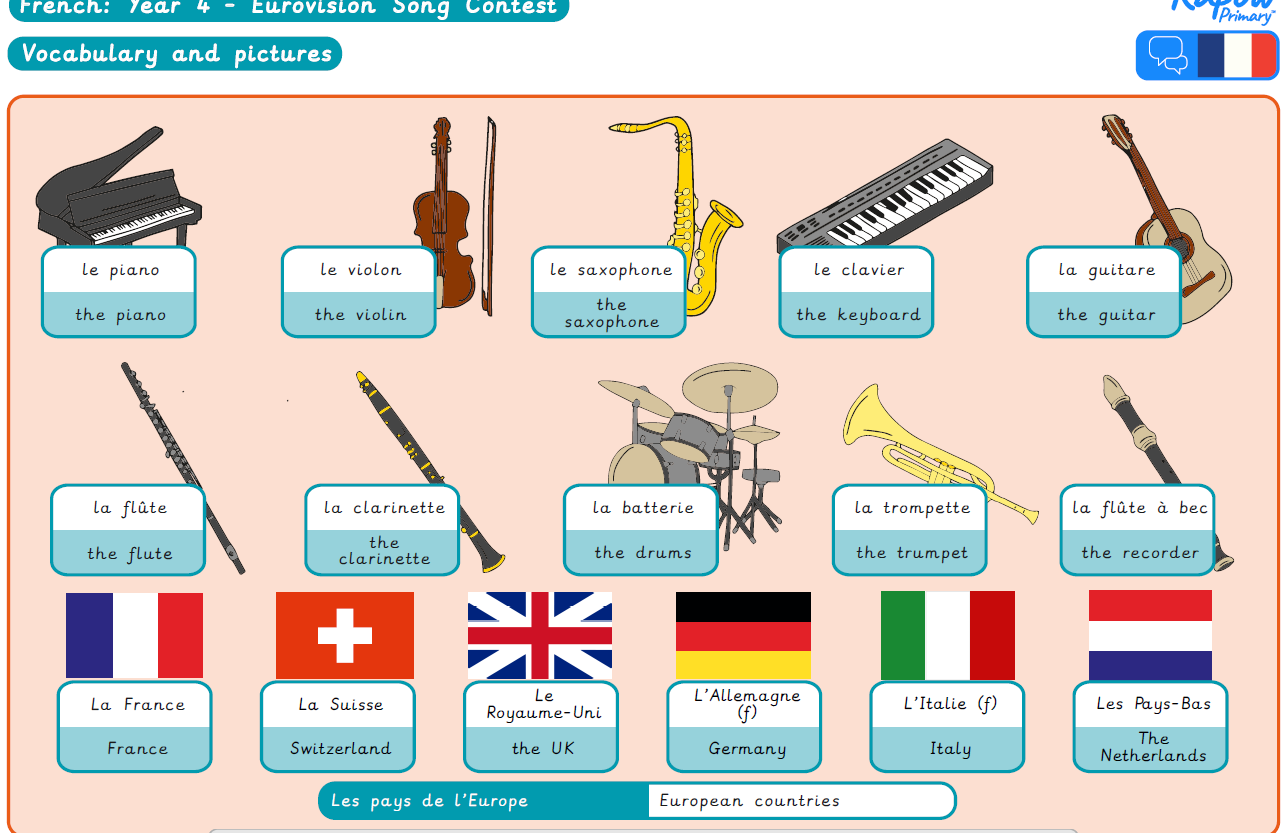 French: Year 4 - Eurovision Song Contest
Kapow
Primary
Vocabulary and pictures
le piano
the piano
le violon
the violin
le saxophone
the
saxophone
le clavier
the keyboard
la guitare
the guitar
la flûte
the flute
la clarinette
the
clarinette
la batterie
the drums
la trompette
the trumpet
la flûte à bec
the recorder
La France
France
La Suisse
Switzerland
Le
Royaume-Uni
the UK
L'Allemagne
(f)
Germany
L'Italie (f)
Italy
Les Pays-Bas
The
Netherlands
Les pays de l'Europe
European countries